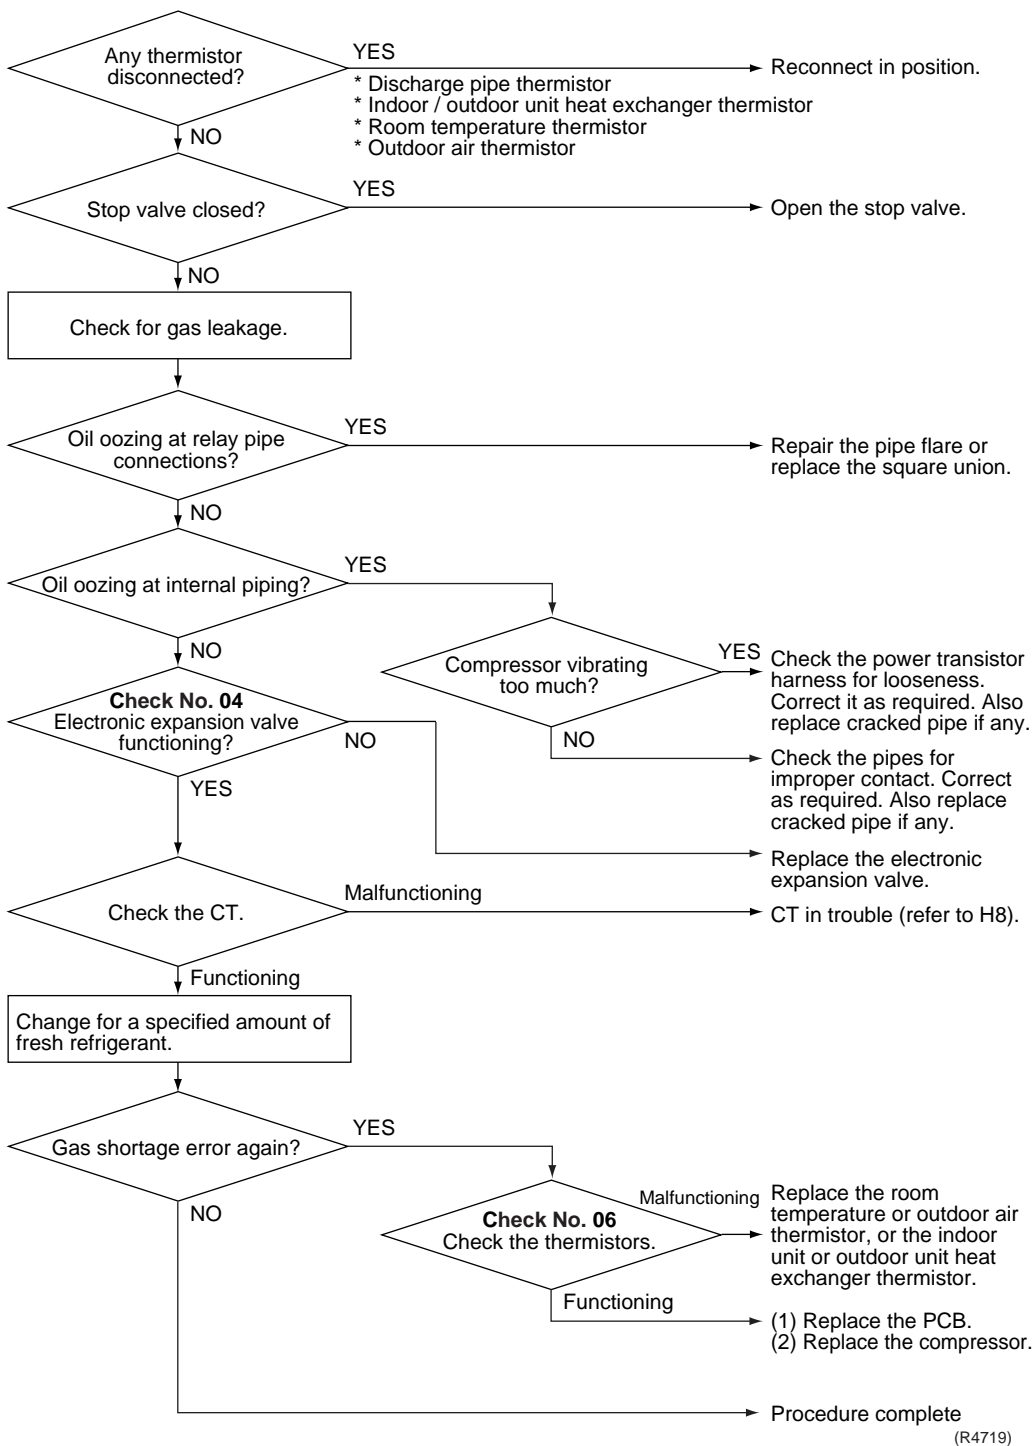 Any thermistor
disconnected?
YES
* Discharge pipe thermistor
* Indoor / outdoor unit heat exchanger thermistor
* Room temperature thermistor
* Outdoor air thermistor
Reconnect in position.
NO
Stop valve closed?
YES
Open the stop valve.
NO
Check for gas leakage.
Oil oozing at relay pipe
connections?
YES
Repair the pipe flare or
replace the square union.
NO
Oil oozing at internal piping?
YES
NO
Compressor vibrating
too much?
YES
Check the power transistor
harness for looseness.
Correct it as required. Also
replace cracked pipe if any.
NO
Check the pipes for
improper contact. Correct
as required. Also replace
cracked pipe if any.
Check No. 04
Electronic expansion valve
functioning?
NO
Replace the electronic
expansion valve.
YES
Check the CT.
Malfunctioning
CT in trouble (refer to H8).
Functioning
Change for a specified amount of
fresh refrigerant.
Gas shortage error again?
YES
Check No. 06
Check the thermistors.
Malfunctioning
Replace the room
temperature or outdoor air
thermistor, or the indoor
unit or outdoor unit heat
exchanger thermistor.
Functioning
(1) Replace the PCB.
(2) Replace the compressor.
NO
Procedure complete
(R4719)